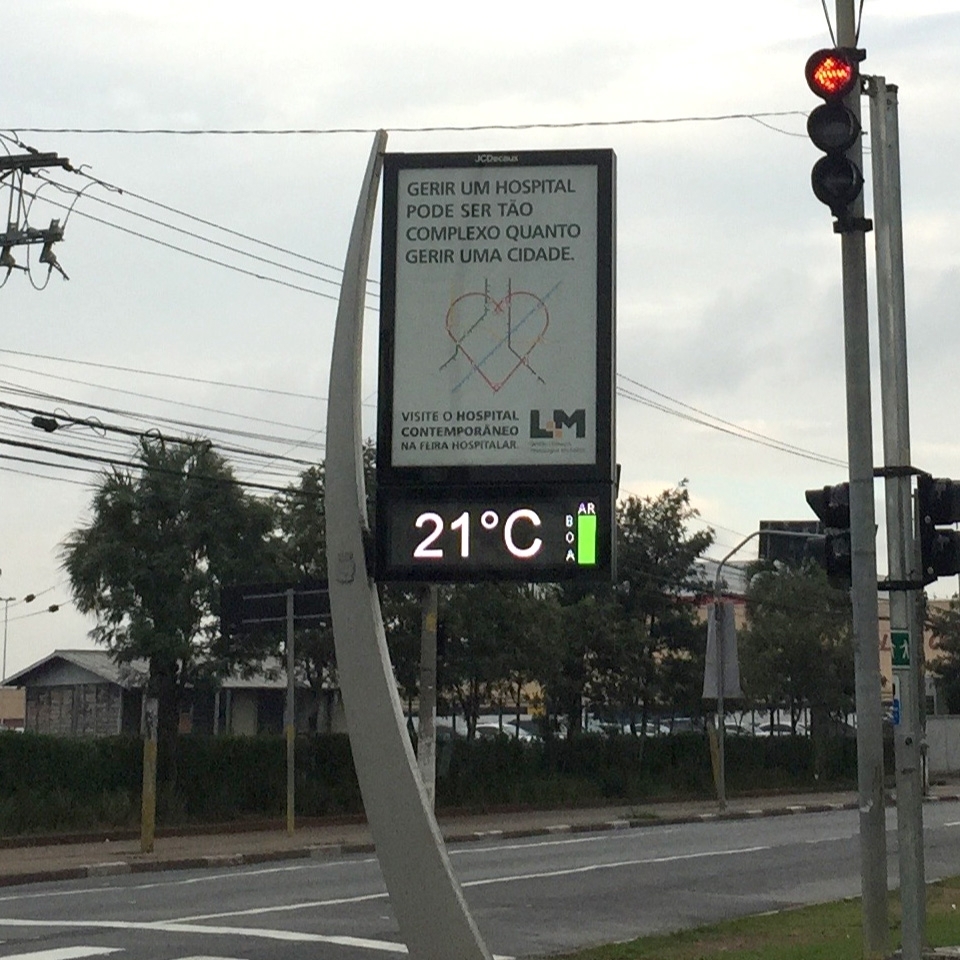 JCDecaux
GERIR UM HOSPITAL
PODE SER TÃO
COMPLEXO QUANTO
GERIR UMA CIDADE.
VISITE O HOSPITAL
CONTEMPORÂNEO
NA FEIRA HOSPITALAR.
L+M
21°C
AR
BOA